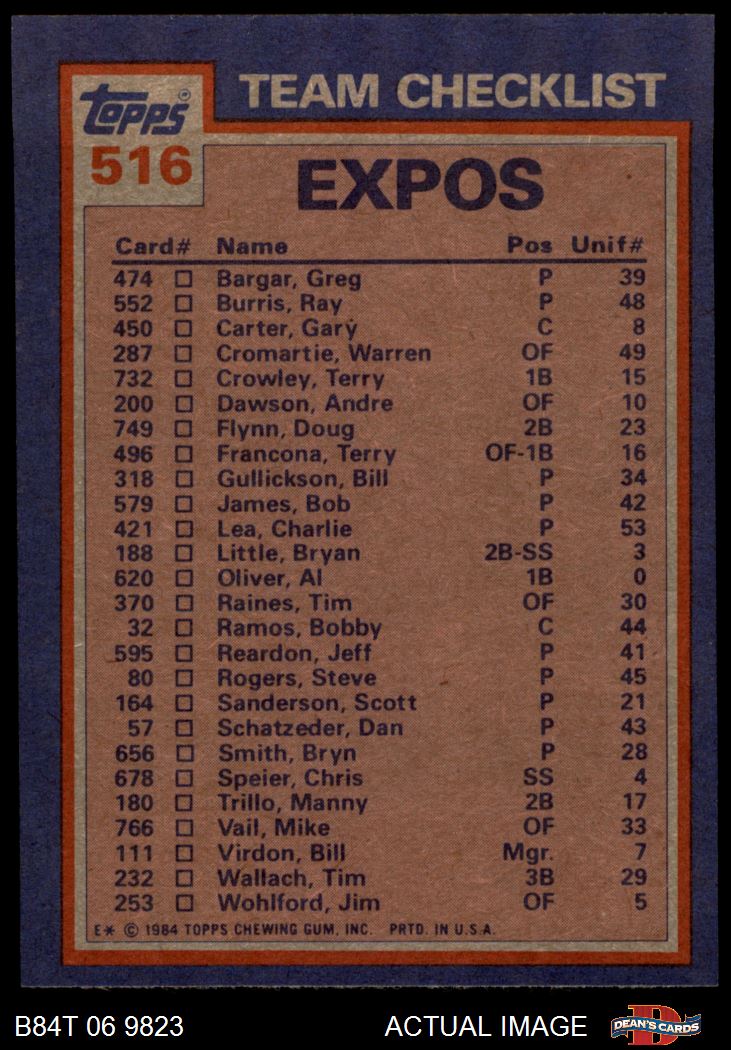 TEAM CHECKLIST
TOPPS®
516
EXPOS
Card# Name Pos Unif#
474 □ Bargar, Greg P 39
552 □ Burris, Ray P 48
450 □ Carter, Gary C 8
287 □ Cromartie, Warren OF 49
732 □ Crowley, Terry 1B 15
200 □ Dawson, Andre OF 10
749 □ Flynn, Doug 2B 23
496 □ Francona, Terry OF-1B 16
318 □ Gullickson, Bill P 34
579 □ James, Bob P 42
421 □ Lea, Charlie P 53
188 □ Little, Bryan 2B-SS 3
620 □ Oliver, Al 1B 0
370 □ Raines, Tim OF 30
32 □ Ramos, Bobby C 44
595 □ Reardon, Jeff P 41
80 □ Rogers, Steve P 45
164 □ Sanderson, Scott P 21
57 □ Schatzeder, Dan P 43
656 □ Smith, Bryn P 28
678 □ Speier, Chris SS 4
180 □ Trillo, Manny 2B 17
766 □ Vail, Mike OF 33
111 □ Virdon, Bill Mgr. 7
232 □ Wallach, Tim 3B 29
253 □ Wohlford, Jim OF 5
E* © 1984 TOPPS CHEWING GUM, INC. PRTD. IN U.S.A.
B84T 06 9823 ACTUAL IMAGE DEAN'S CARDS